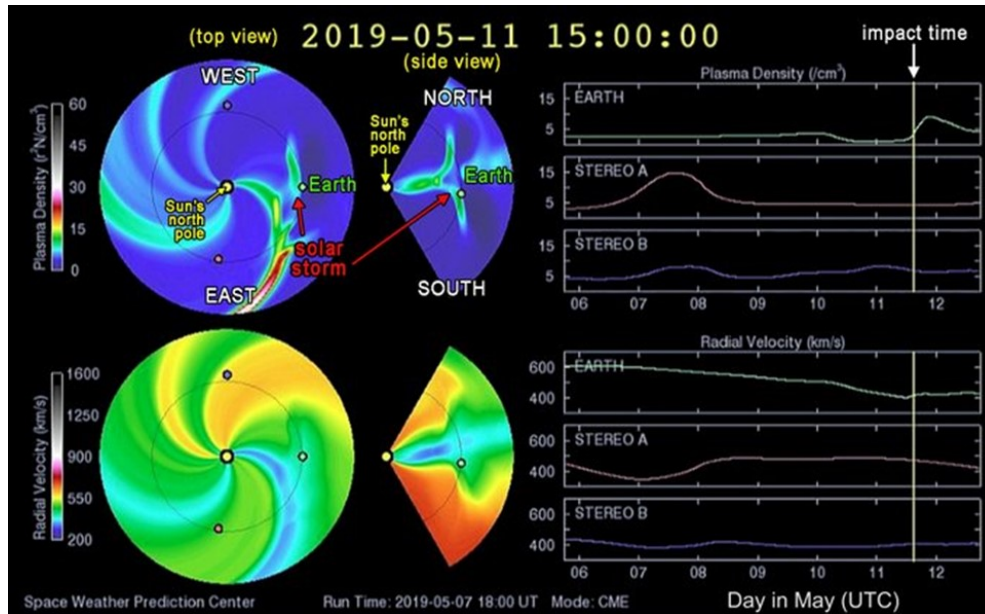 2019-05-11 15:00:00
(top view)
(side view)
impact time
WEST
NORTH
Sun's
north
pole
Earth
Sun's
north
pole
Earth
solar
storm
EAST
SOUTH
Plasma Density (r²N/cm³)
60
45
30
15
0
Plasma Density (/cm³)
EARTH
15
5
STEREO A
15
5
STEREO B
15
5
06 07 08 09 10 11 12
Radial Velocity (km/s)
1600
1250
900
550
200
Radial Velocity (km/s)
EARTH
600
400
STEREO A
600
400
STEREO B
600
400
06 07 08 09 10 11 12
Space Weather Prediction Center
Run Time: 2019-05-07 18:00 UT Mode: CME
Day in May (UTC)